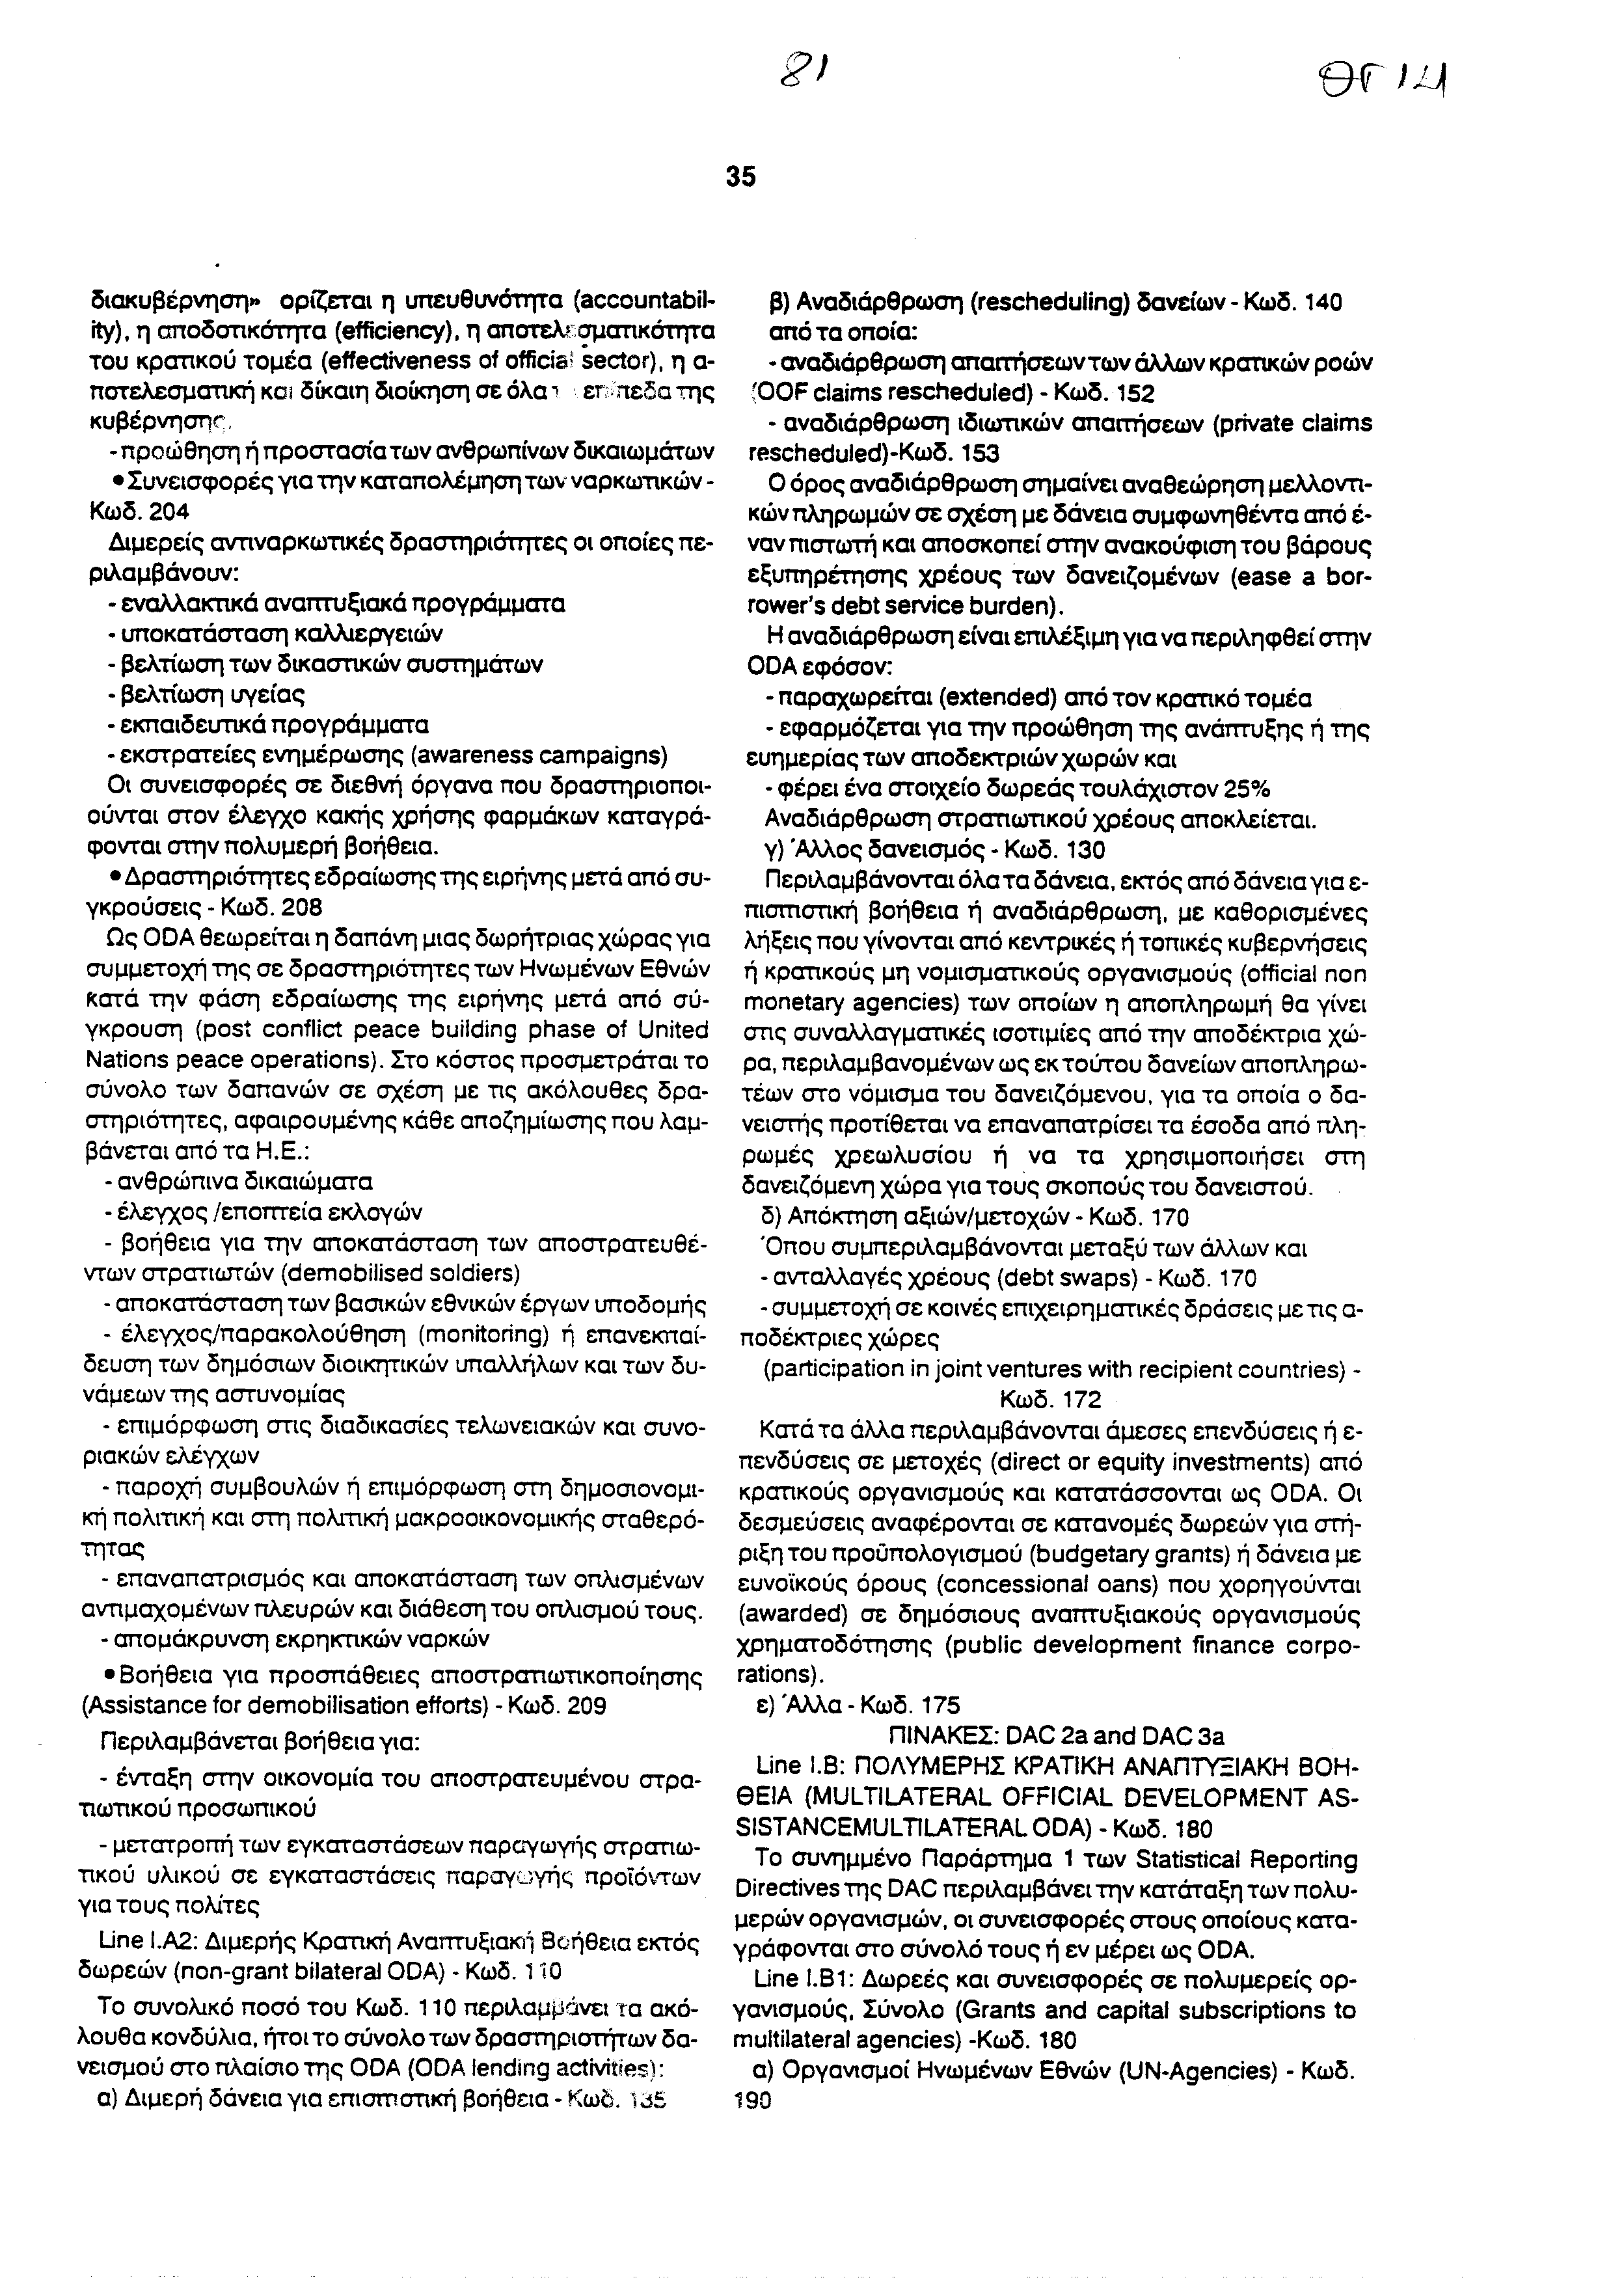 81
ΘΓ 14
35
διακυβέρνηση» ορίζεται η υπευθυνότητα (accountabil-
ity), η αποδοτικότητα (efficiency), η αποτελεσματικότητα
του κρατικού τομέα (effectiveness of official sector), η α-
ποτελεσματική και δίκαιη διοίκηση σε όλα επίπεδα της
κυβέρνησης.
- προώθηση ή προστασία των ανθρωπίνων δικαιωμάτων
• Συνεισφορές για την καταπολέμηση των ναρκωτικών -
Κωδ. 204
Διμερείς αντιναρκωτικές δραστηριότητες οι οποίες πε-
ριλαμβάνουν:
- εναλλακτικά αναπτυξιακά προγράμματα
- υποκατάσταση καλλιεργειών
- βελτίωση των δικαστικών συστημάτων
- βελτίωση υγείας
- εκπαιδευτικά προγράμματα
- εκστρατείες ενημέρωσης (awareness campaigns)
Οι συνεισφορές σε διεθνή όργανα που δραστηριοποι-
ούνται στον έλεγχο κακής χρήσης φαρμάκων καταγρά-
φονται στην πολυμερή βοήθεια.
• Δραστηριότητες εδραίωσης της ειρήνης μετά από συ-
γκρούσεις - Κωδ. 208
Ως ODA θεωρείται η δαπάνη μιας δωρήτριας χώρας για
συμμετοχή της σε δραστηριότητες των Ηνωμένων Εθνών
κατά την φάση εδραίωσης της ειρήνης μετά από σύ-
γκρουση (post conflict peace building phase of United
Nations peace operations). Στο κόστος προσμετράται το
σύνολο των δαπανών σε σχέση με τις ακόλουθες δρα-
στηριότητες, αφαιρουμένης κάθε αποζημίωσης που λαμ-
βάνεται από τα Η.Ε.:
- ανθρώπινα δικαιώματα
- έλεγχος /εποπτεία εκλογών
- βοήθεια για την αποκατάσταση των αποστρατευθέ-
ντων στρατιωτών (demobilised soldiers)
- αποκατάσταση των βασικών εθνικών έργων υποδομής
- έλεγχος/παρακολούθηση (monitoring) ή επανεκπαί-
δευση των δημόσιων διοικητικών υπαλλήλων και των δυ-
νάμεων της αστυνομίας
- επιμόρφωση στις διαδικασίες τελωνειακών και συνο-
ριακών ελέγχων
- παροχή συμβουλών ή επιμόρφωση στη δημοσιονομι-
κή πολιτική και στη πολιτική μακροοικονομικής σταθερό-
τητας
- επαναπατρισμός και αποκατάσταση των οπλισμένων
αντιμαχομένων πλευρών και διάθεση του οπλισμού τους.
- απομάκρυνση εκρηκτικών ναρκών
• Βοήθεια για προσπάθειες αποστρατιωτικοποίησης
(Assistance for demobilisation efforts) - Κωδ. 209
Περιλαμβάνεται βοήθεια για:
- ένταξη στην οικονομία του αποστρατευμένου στρα-
τιωτικού προσωπικού
- μετατροπή των εγκαταστάσεων παραγωγής στρατιω-
τικού υλικού σε εγκαταστάσεις παραγωγής προϊόντων
για τους πολίτες
Line I.A2: Διμερής Κρατική Αναπτυξιακή Βοήθεια εκτός
δωρεών (non-grant bilateral ODA) - Κωδ. 110
Το συνολικό ποσό του Κωδ. 110 περιλαμβάνει τα ακό-
λουθα κονδύλια, ήτοι το σύνολο των δραστηριοτήτων δα-
νεισμού στο πλαίσιο της ODA (ODA lending activities):
α) Διμερή δάνεια για επισιτιστική βοήθεια - Κωδ. 135
β) Αναδιάρθρωση (rescheduling) δανείων - Κωδ. 140
από τα οποία:
- αναδιάρθρωση απαιτήσεων των άλλων κρατικών ροών
(OOF claims rescheduled) - Κωδ. 152
- αναδιάρθρωση ιδιωτικών απαιτήσεων (private claims
rescheduled)-Κωδ. 153
Ο όρος αναδιάρθρωση σημαίνει αναθεώρηση μελλοντι-
κών πληρωμών σε σχέση με δάνεια συμφωνηθέντα από έ-
ναν πιστωτή και αποσκοπεί στην ανακούφιση του βάρους
εξυπηρέτησης χρέους των δανειζομένων (ease a bor-
rower's debt service burden).
Η αναδιάρθρωση είναι επιλέξιμη για να περιληφθεί στην
ODA εφόσον:
- παραχωρείται (extended) από τον κρατικό τομέα
- εφαρμόζεται για την προώθηση της ανάπτυξης ή της
ευημερίας των αποδεκτριών χωρών και
- φέρει ένα στοιχείο δωρεάς τουλάχιστον 25%
Αναδιάρθρωση στρατιωτικού χρέους αποκλείεται.
γ) Άλλος δανεισμός - Κωδ. 130
Περιλαμβάνονται όλα τα δάνεια, εκτός από δάνεια για ε-
πισιτιστική βοήθεια ή αναδιάρθρωση, με καθορισμένες
λήξεις που γίνονται από κεντρικές ή τοπικές κυβερνήσεις
ή κρατικούς μη νομισματικούς οργανισμούς (official non
monetary agencies) των οποίων η αποπληρωμή θα γίνει
στις συναλλαγματικές ισοτιμίες από την αποδέκτρια χώ-
ρα, περιλαμβανομένων ως εκ τούτου δανείων αποπληρω-
τέων στο νόμισμα του δανειζόμενου, για τα οποία ο δα-
νειστής προτίθεται να επαναπατρίσει τα έσοδα από πλη-
ρωμές χρεωλυσίου ή να τα χρησιμοποιήσει στη
δανειζόμενη χώρα για τους σκοπούς του δανειστού.
δ) Απόκτηση αξιών/μετοχών - Κωδ. 170
Όπου συμπεριλαμβάνονται μεταξύ των άλλων και
- ανταλλαγές χρέους (debt swaps) - Κωδ. 170
- συμμετοχή σε κοινές επιχειρηματικές δράσεις με τις α-
ποδέκτριες χώρες
(participation in joint ventures with recipient countries) -
Κωδ. 172
Κατά τα άλλα περιλαμβάνονται άμεσες επενδύσεις ή ε-
πενδύσεις σε μετοχές (direct or equity investments) από
κρατικούς οργανισμούς και κατατάσσονται ως ODA. Οι
δεσμεύσεις αναφέρονται σε κατανομές δωρεών για στή-
ριξη του προϋπολογισμού (budgetary grants) ή δάνεια με
ευνοϊκούς όρους (concessional oans) που χορηγούνται
(awarded) σε δημόσιους αναπτυξιακούς οργανισμούς
χρηματοδότησης (public development finance corpo-
rations).
ε) Άλλα - Κωδ. 175
ΠΙΝΑΚΕΣ: DAC 2a and DAC 3a
Line I.B: ΠΟΛΥΜΕΡΗΣ ΚΡΑΤΙΚΗ ΑΝΑΠΤΥΞΙΑΚΗ ΒΟΗ-
ΘΕΙΑ (MULTILATERAL OFFICIAL DEVELOPMENT AS-
SISTANCEMULTILATERAL ODA) - Κωδ. 180
Το συνημμένο Παράρτημα 1 των Statistical Reporting
Directives της DAC περιλαμβάνει την κατάταξη των πολυ-
μερών οργανισμών, οι συνεισφορές στους οποίους κατα-
γράφονται στο σύνολό τους ή εν μέρει ως ODA.
Line I.B1: Δωρεές και συνεισφορές σε πολυμερείς ορ-
γανισμούς, Σύνολο (Grants and capital subscriptions to
multilateral agencies) -Κωδ. 180
α) Οργανισμοί Ηνωμένων Εθνών (UN-Agencies) - Κωδ.
190